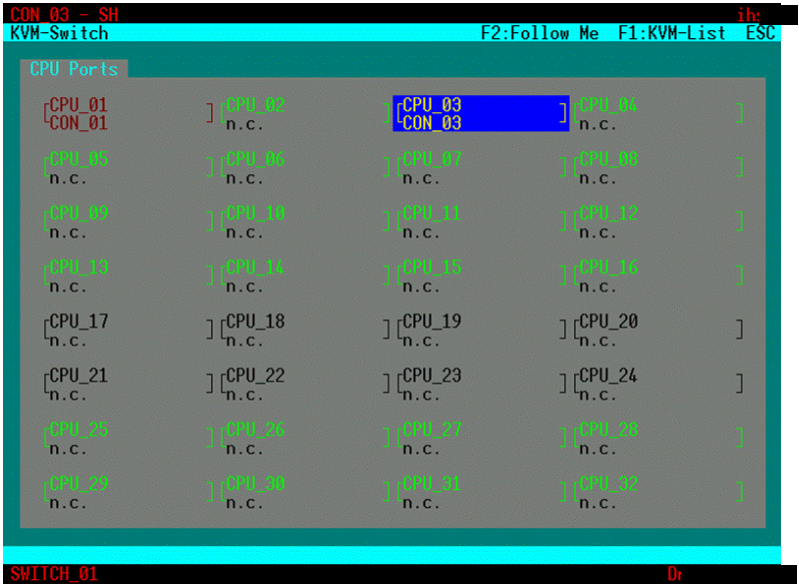 CON_03 - SH
KVM-Switch F2:Follow Me F1:KVM-List ESC
CPU Ports
CPU_01 CPU_02 CPU_03 CPU_04
CON_01 n.c. CON_03 n.c.
CPU_05 CPU_06 CPU_07 CPU_08
n.c. n.c. n.c. n.c.
CPU_09 CPU_10 CPU_11 CPU_12
n.c. n.c. n.c. n.c.
CPU_13 CPU_14 CPU_15 CPU_16
n.c. n.c. n.c. n.c.
CPU_17 CPU_18 CPU_19 CPU_20
n.c. n.c. n.c. n.c.
CPU_21 CPU_22 CPU_23 CPU_24
n.c. n.c. n.c. n.c.
CPU_25 CPU_26 CPU_27 CPU_28
n.c. n.c. n.c. n.c.
CPU_29 CPU_30 CPU_31 CPU_32
n.c. n.c. n.c. n.c.
SWITCH_01